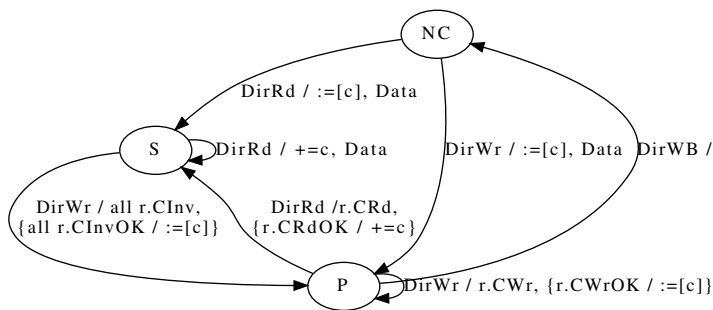 NC
DirRd / :=[c], Data
S
DirRd / +=c, Data
DirWr / :=[c], Data
DirWB /
DirWr / all r.CInv,
{all r.CInvOK / :=[c]}
DirRd /r.CRd,
{r.CRdOK / +=c}
P
DirWr / r.CWr, {r.CWrOK / :=[c]}